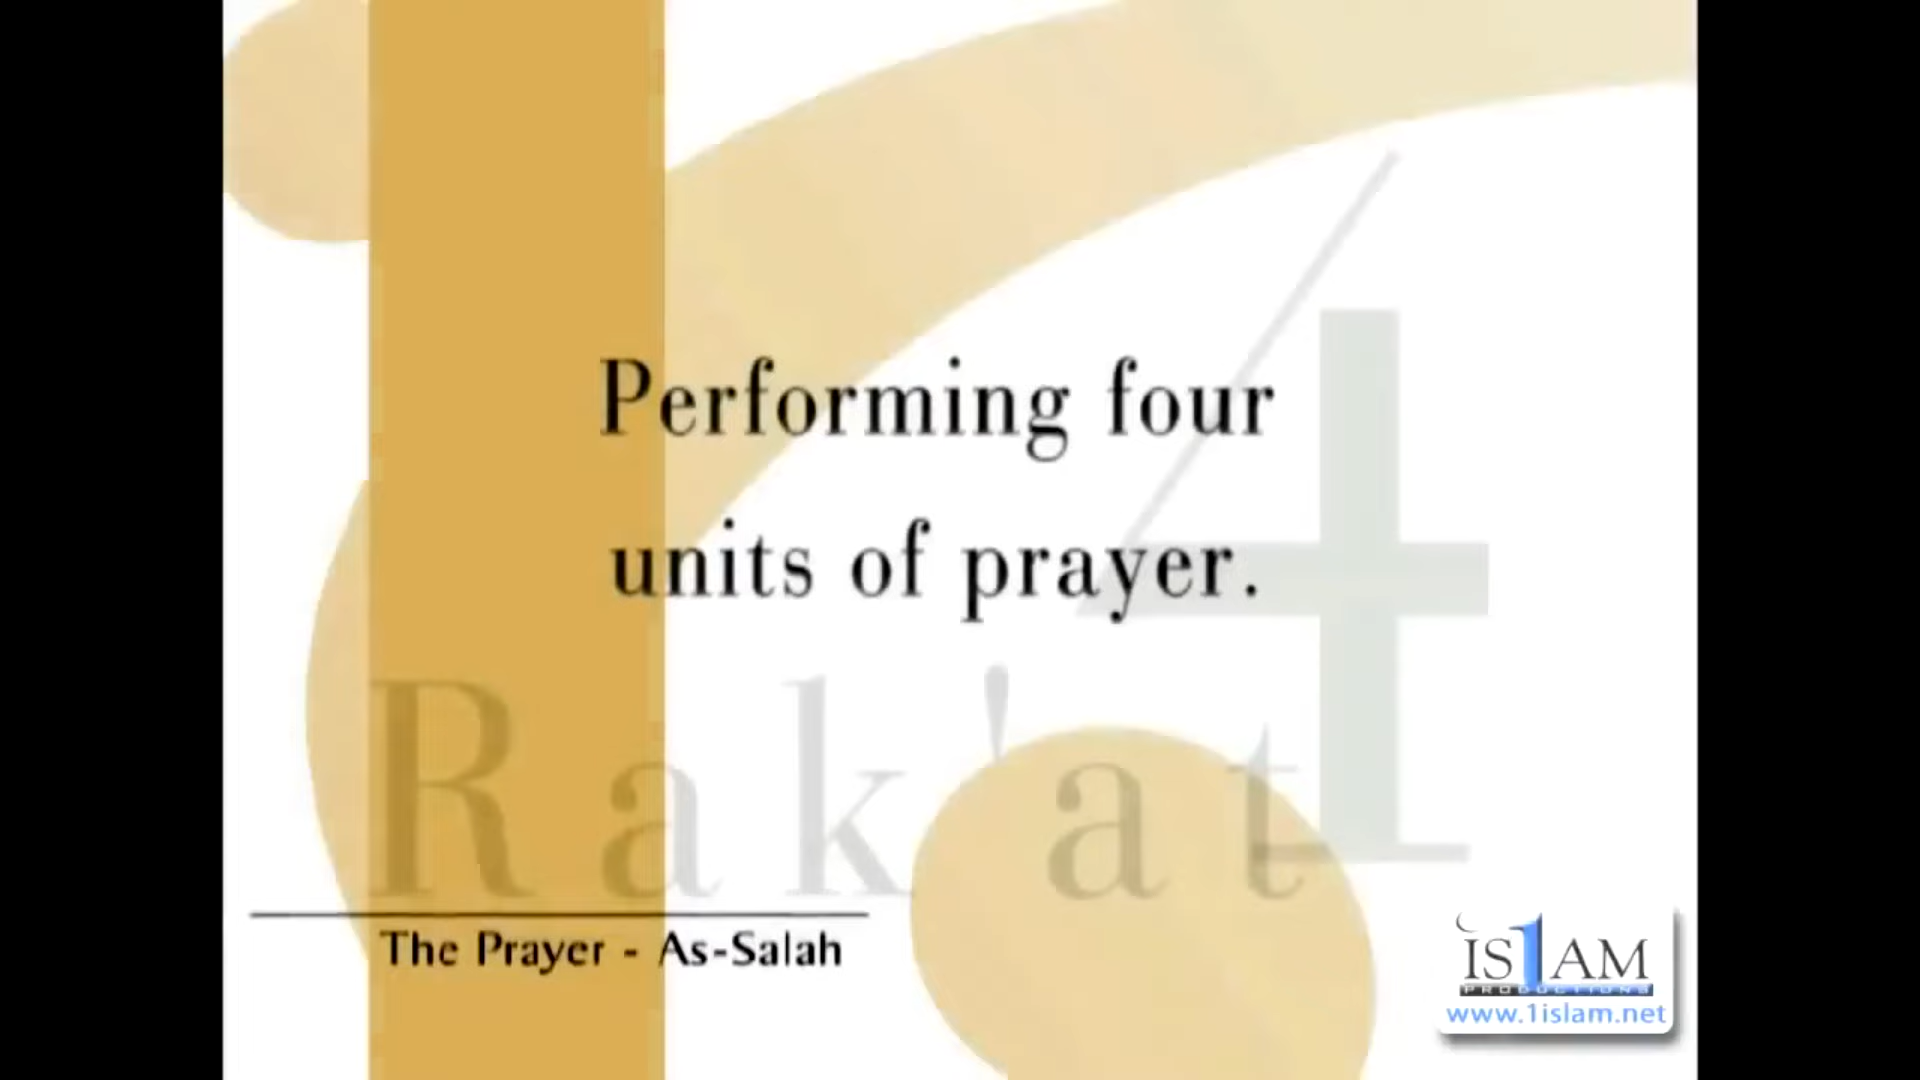 Performing four
units of prayer.
4
Rak'at
The Prayer - As-Salah
IS1AM
PRODUCTIONS
www.1islam.net